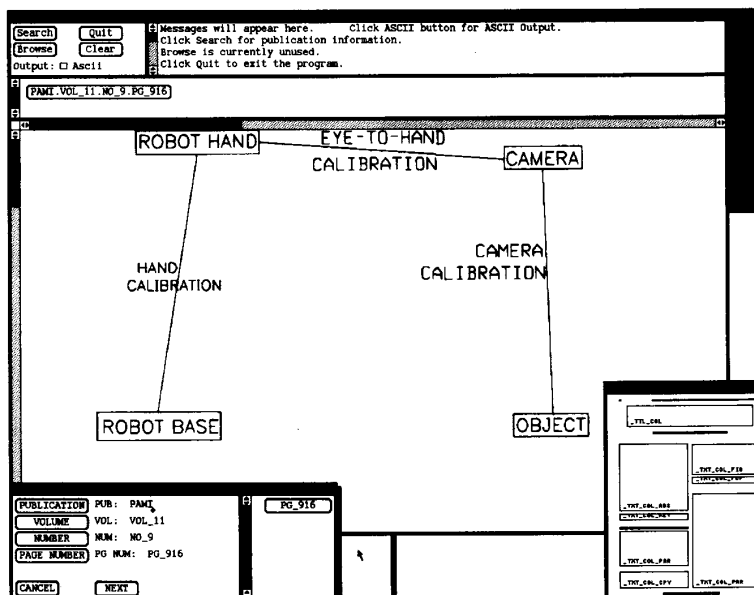 Search Quit
Browse Clear
Output: Ascii
Messages will appear here. Click ASCII button for ASCII Output.
Click Search for publication information.
Browse is currently unused.
Click Quit to exit the program.
PAMI.VOL_11.NO_9.PG_916
ROBOT HAND
EYE-TO-HAND
CALIBRATION
CAMERA
HAND
CALIBRATION
CAMERA
CALIBRATION
ROBOT BASE
OBJECT
PUBLICATION PUB: PAMI
VOLUME VOL: VOL_11
NUMBER NUM: NO_9
PAGE NUMBER PG NUM: PG_916
CANCEL NEXT
PG_916
_TTL_COL
_TXT_COL_FIG
_TXT_COL_ABS
_TXT_COL_PAR
_TXT_COL_CPY
_TXT_COL_PAR